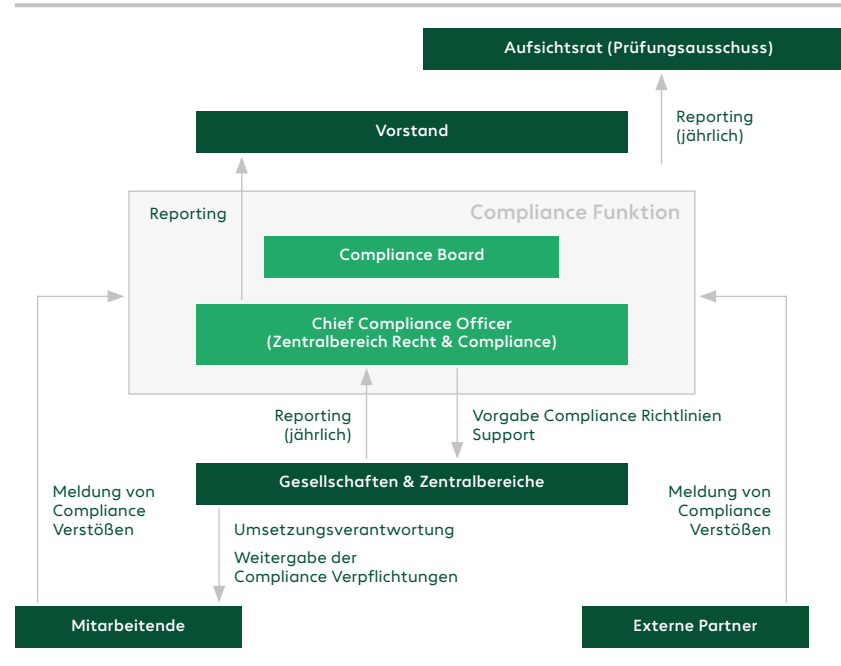 Aufsichtsrat (Prüfungsausschuss)
Reporting
(jährlich)
Vorstand
Reporting
Compliance Funktion
Compliance Board
Chief Compliance Officer
(Zentralbereich Recht & Compliance)
Reporting
(jährlich)
Vorgabe Compliance Richtlinien
Support
Gesellschaften & Zentralbereiche
Meldung von
Compliance
Verstößen
Umsetzungsverantwortung
Weitergabe der
Compliance Verpflichtungen
Meldung von
Compliance
Verstößen
Mitarbeitende
Externe Partner